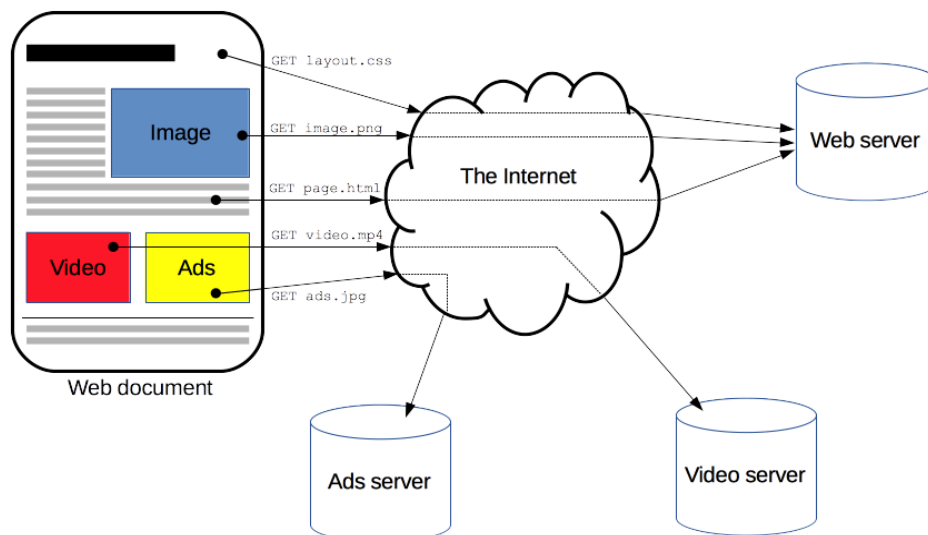 GET layout.css
Image
GET image.png
Web server
The Internet
GET page.html
GET video.mp4
Video
Ads
GET ads.jpg
Web document
Ads server
Video server